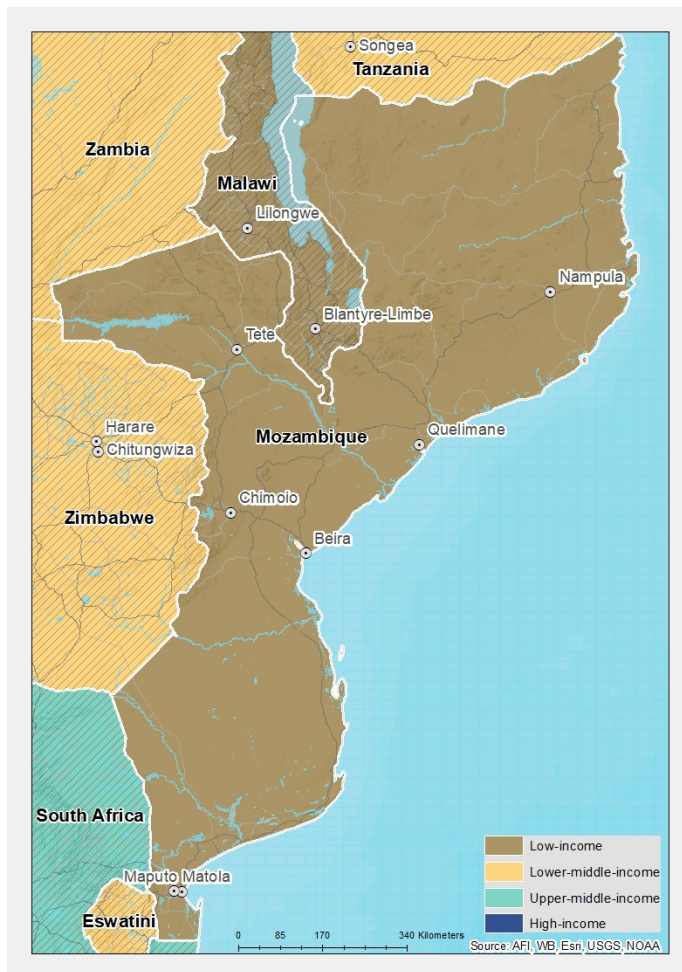 Songea
Tanzania
Zambia
Malawi
Lilongwe
Nampula
Blantyre-Limbe
Tete
Harare
Chitungwiza
Mozambique
Quelimane
Chimoio
Zimbabwe
Beira
South Africa
Maputo Matola
Eswatini
Low-income
Lower-middle-income
Upper-middle-income
High-income
0 85 170 340 Kilometers
Source: AFI, WB, Esri, USGS, NOAA